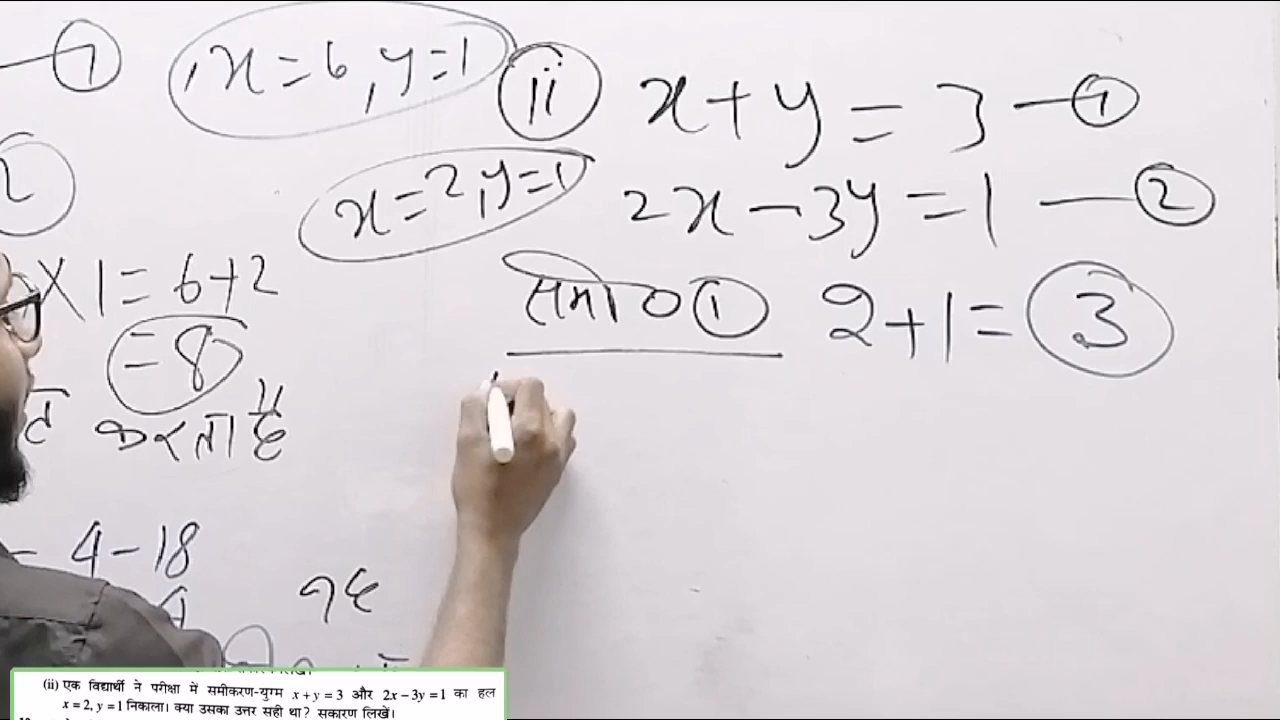 1
x=6, y=1
ii x+y=3 — 1
2
x=2, y=1
2x-3y=1 — 2
X 1 = 6+2
= 8
समी० 1 2+1= 3
करता है
- 4-18
(ii) एक विद्यार्थी ने परीक्षा में समीकरण-युग्म x + y = 3 और 2x − 3y = 1 का हल
x = 2, y = 1 निकाला। क्या उसका उत्तर सही था? सकारण लिखें।